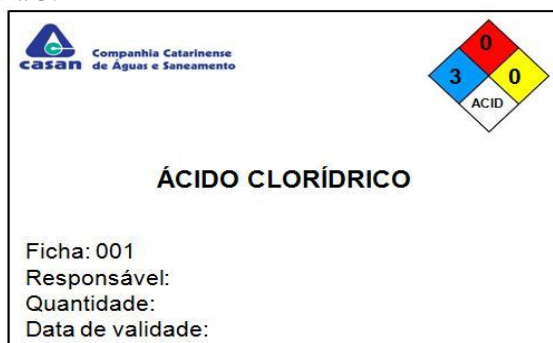 casan
Companhia Catarinense
de Águas e Saneamento
0
3
0
ACID
ÁCIDO CLORÍDRICO
Ficha: 001
Responsável:
Quantidade:
Data de validade: